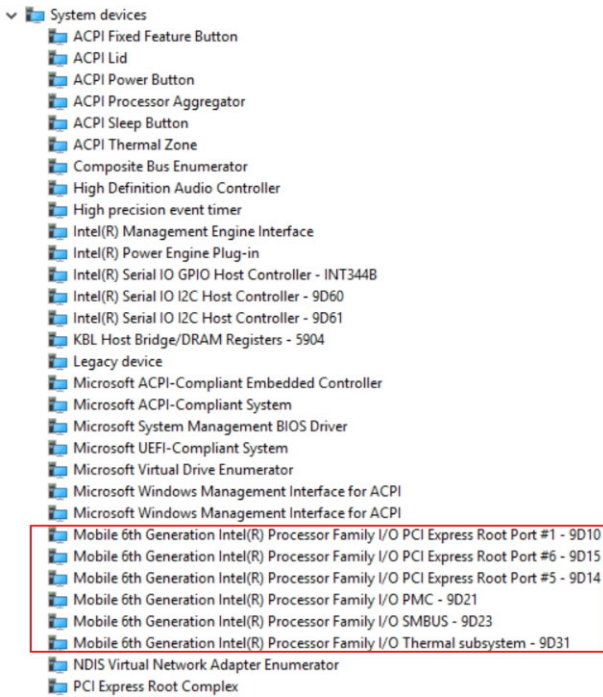 System devices
ACPI Fixed Feature Button
ACPI Lid
ACPI Power Button
ACPI Processor Aggregator
ACPI Sleep Button
ACPI Thermal Zone
Composite Bus Enumerator
High Definition Audio Controller
High precision event timer
Intel(R) Management Engine Interface
Intel(R) Power Engine Plug-in
Intel(R) Serial IO GPIO Host Controller - INT344B
Intel(R) Serial IO I2C Host Controller - 9D60
Intel(R) Serial IO I2C Host Controller - 9D61
KBL Host Bridge/DRAM Registers - 5904
Legacy device
Microsoft ACPI-Compliant Embedded Controller
Microsoft ACPI-Compliant System
Microsoft System Management BIOS Driver
Microsoft UEFI-Compliant System
Microsoft Virtual Drive Enumerator
Microsoft Windows Management Interface for ACPI
Microsoft Windows Management Interface for ACPI
Mobile 6th Generation Intel(R) Processor Family I/O PCI Express Root Port #1 - 9D10
Mobile 6th Generation Intel(R) Processor Family I/O PCI Express Root Port #6 - 9D15
Mobile 6th Generation Intel(R) Processor Family I/O PCI Express Root Port #5 - 9D14
Mobile 6th Generation Intel(R) Processor Family I/O PMC - 9D21
Mobile 6th Generation Intel(R) Processor Family I/O SMBUS - 9D23
Mobile 6th Generation Intel(R) Processor Family I/O Thermal subsystem - 9D31
NDIS Virtual Network Adapter Enumerator
PCI Express Root Complex